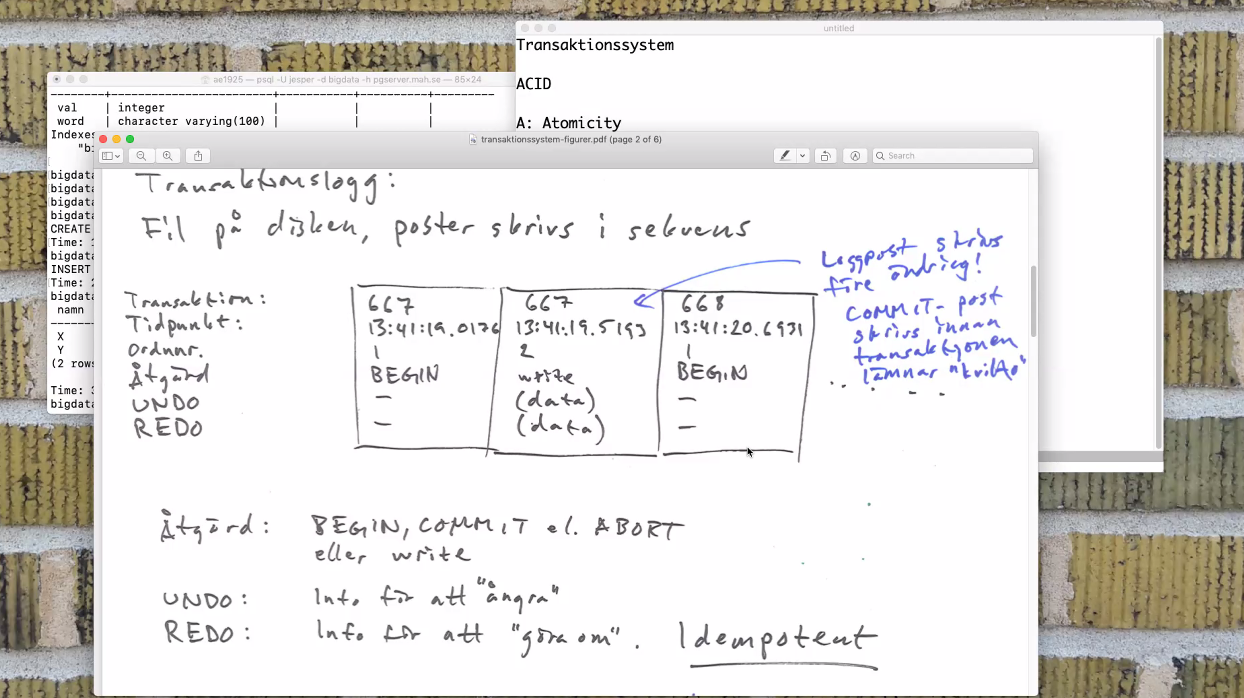 untitled
Transaktionssystem
ACID
A: Atomicity
ae1925 — psql -U jesper -d bigdata -h pgserver.mah.se — 85×24
val | integer | | |
word | character varying(100) | | |
Indexes
"bi
bigdata
bigdata
bigdata
bigdata
CREATE
Time: 1
bigdata
INSERT
Time: 2
bigdata
namn
X
Y
(2 rows
Time: 3
bigdata
transaktionssystem-figurer.pdf (page 2 of 6)
Search
Transaktionslogg:
Fil på disken, poster skrivs i sekvens
Loggpost skrivs
före ändring!
COMMIT-post
skrivs innan
transaktionen
lämnar "kvitto"
Transaktion: 667 667 668
Tidpunkt: 13:41:19.0176 13:41:19.5193 13:41:20.6931
Ordnnr. 1 2 1
Åtgärd BEGIN write BEGIN
UNDO — (data) —
REDO — (data) —
Åtgärd: BEGIN, COMMIT el. ABORT
eller write
UNDO: Info för att "ångra"
REDO: Info för att "göra om". Idempotent